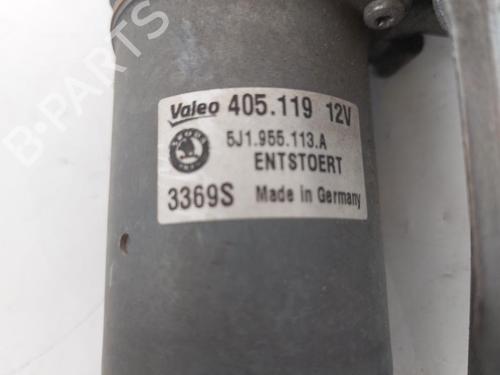 B-PARTS
Valeo 405.119 12V
5J1.955.113.A
ENTSTOERT
3369S Made in Germany